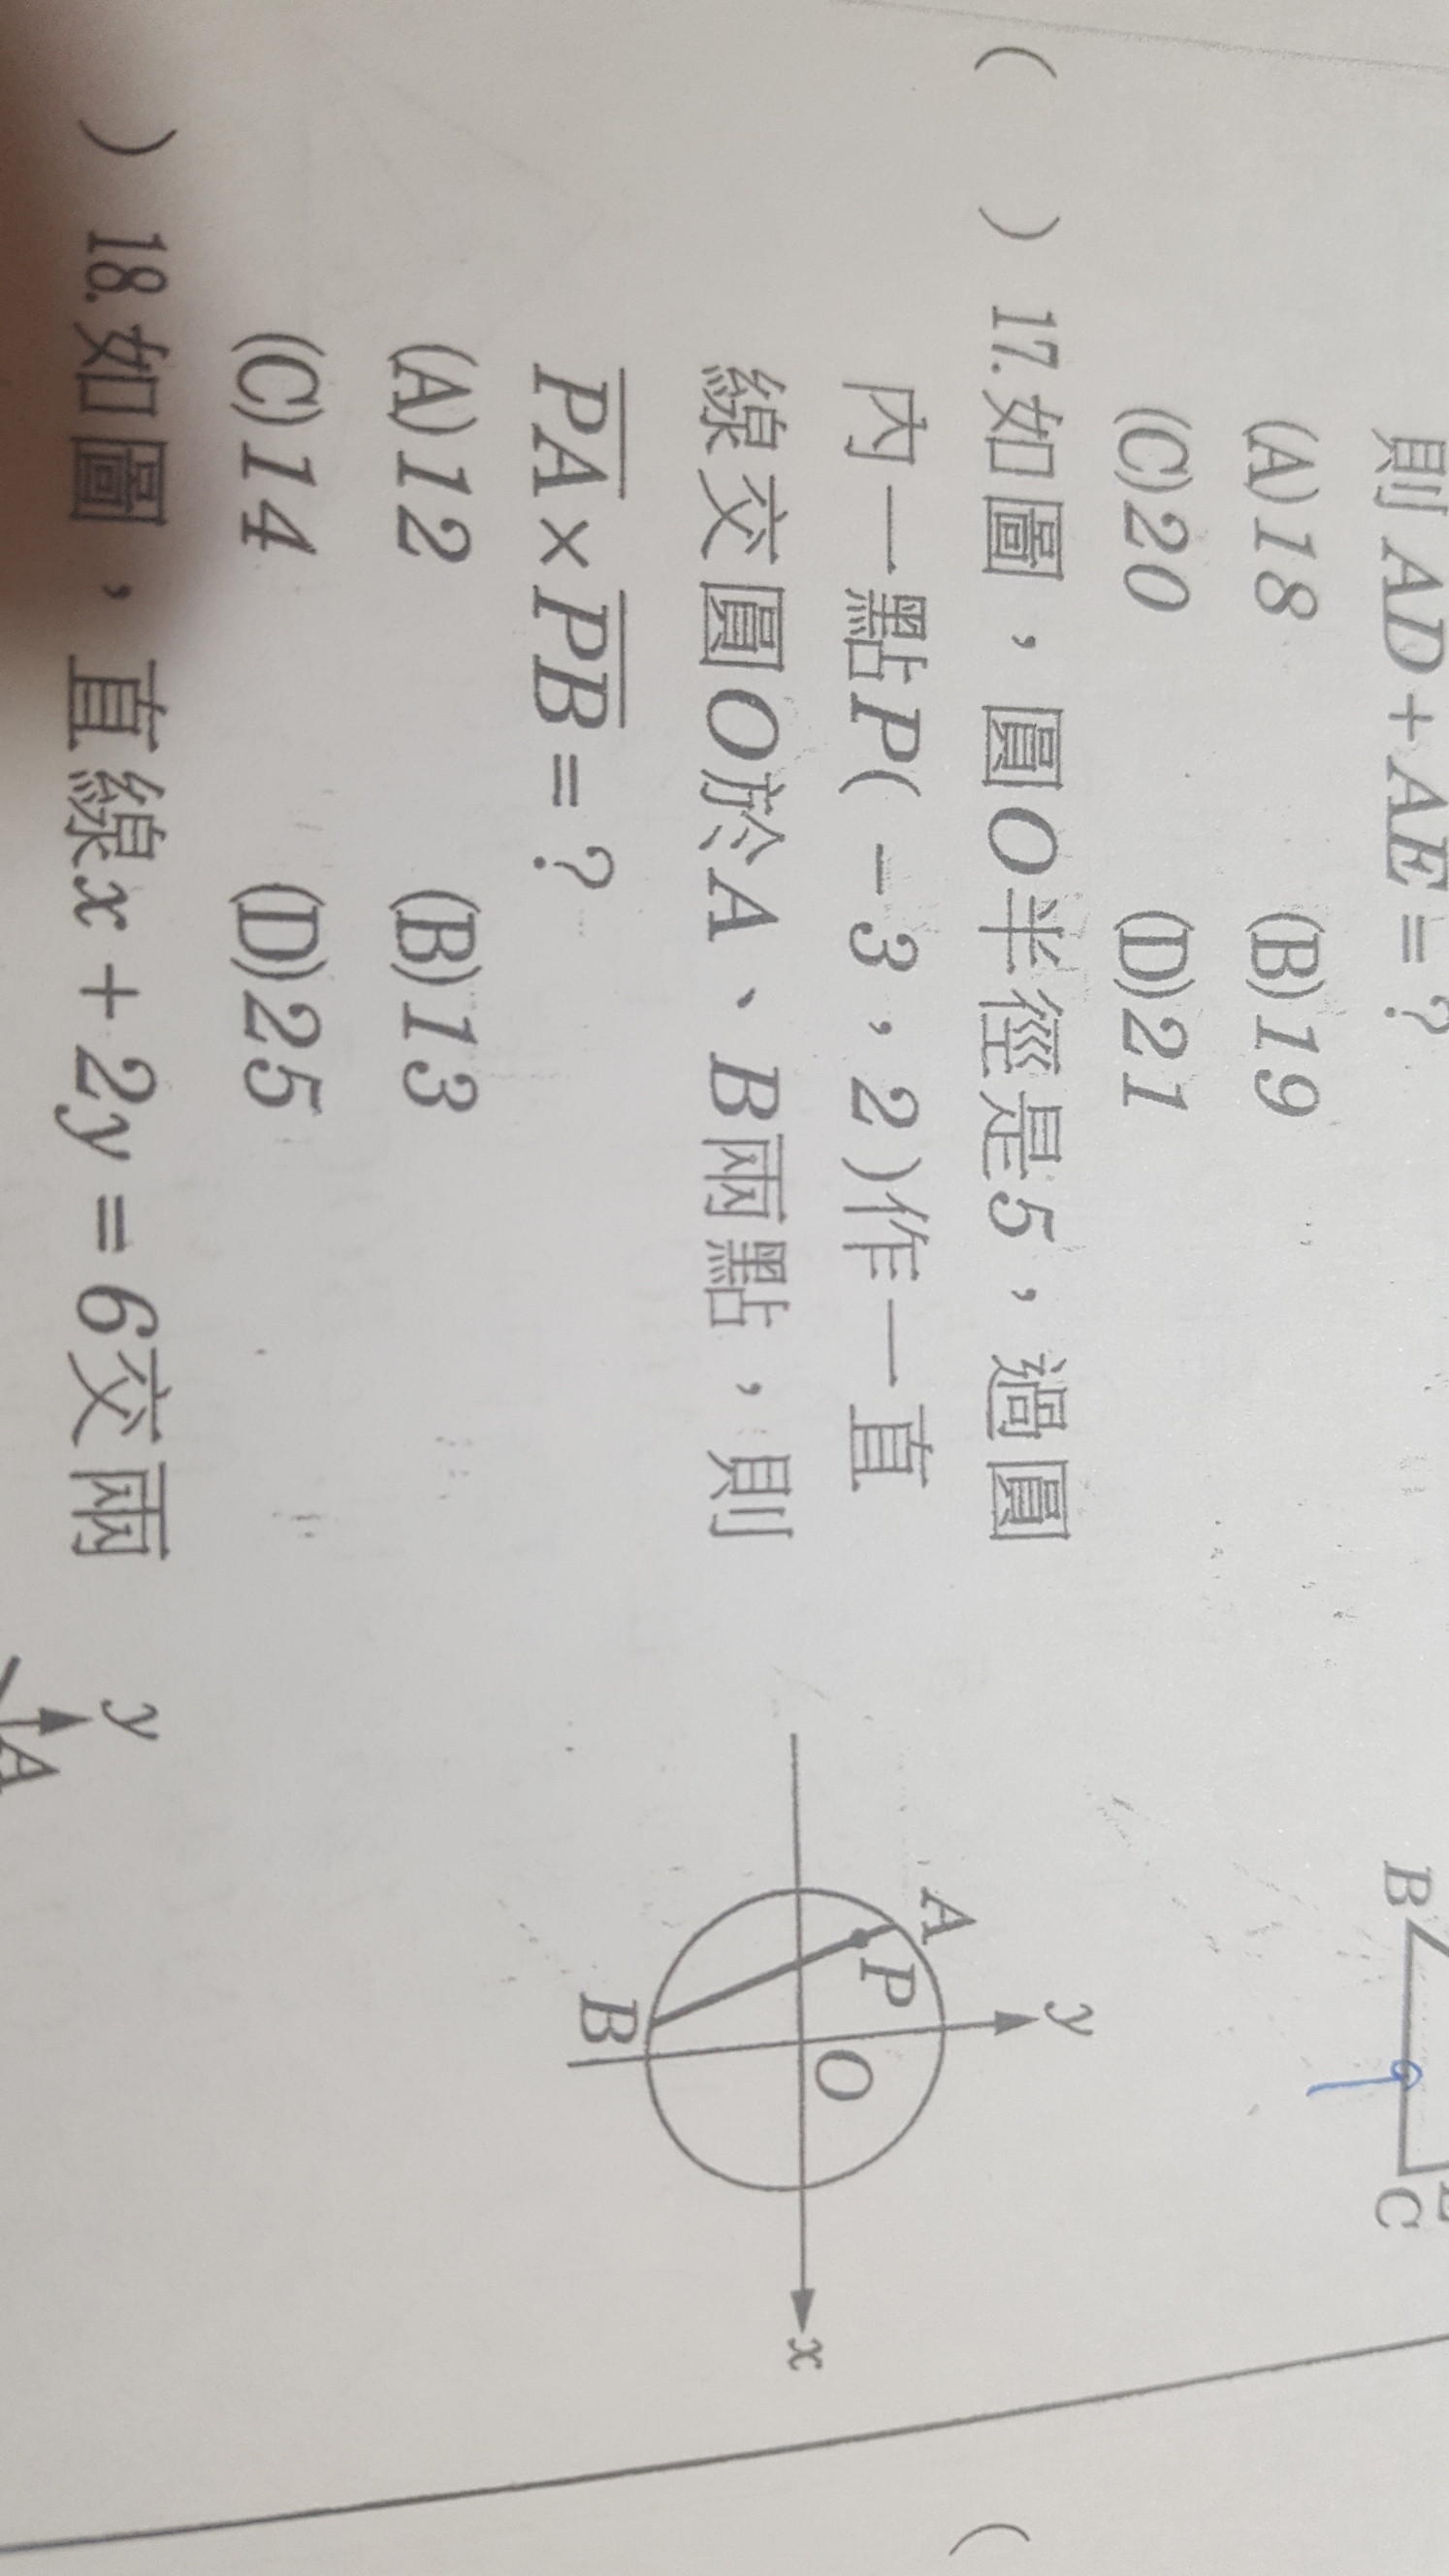 則AD+AE=?
(A)18 (B)19
(C)20 (D)21
B
C
( ) 17. 如圖，圓O半徑是5，過圓
內一點P(-3,2)作一直
線交圓O於A、B兩點，則
PA×PB=?
(A)12 (B)13
(C)14 (D)25
y
A
P
O
x
B
) 18. 如圖，直線x+2y=6交兩
y
A
(